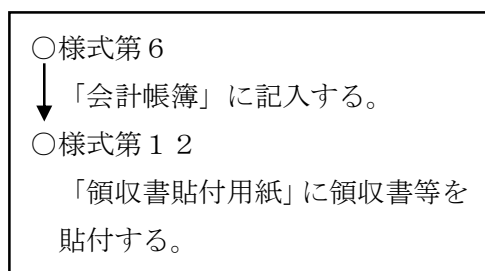 ○様式第６
「会計帳簿」に記入する。
○様式第１２
「領収書貼付用紙」に領収書等を
貼付する。